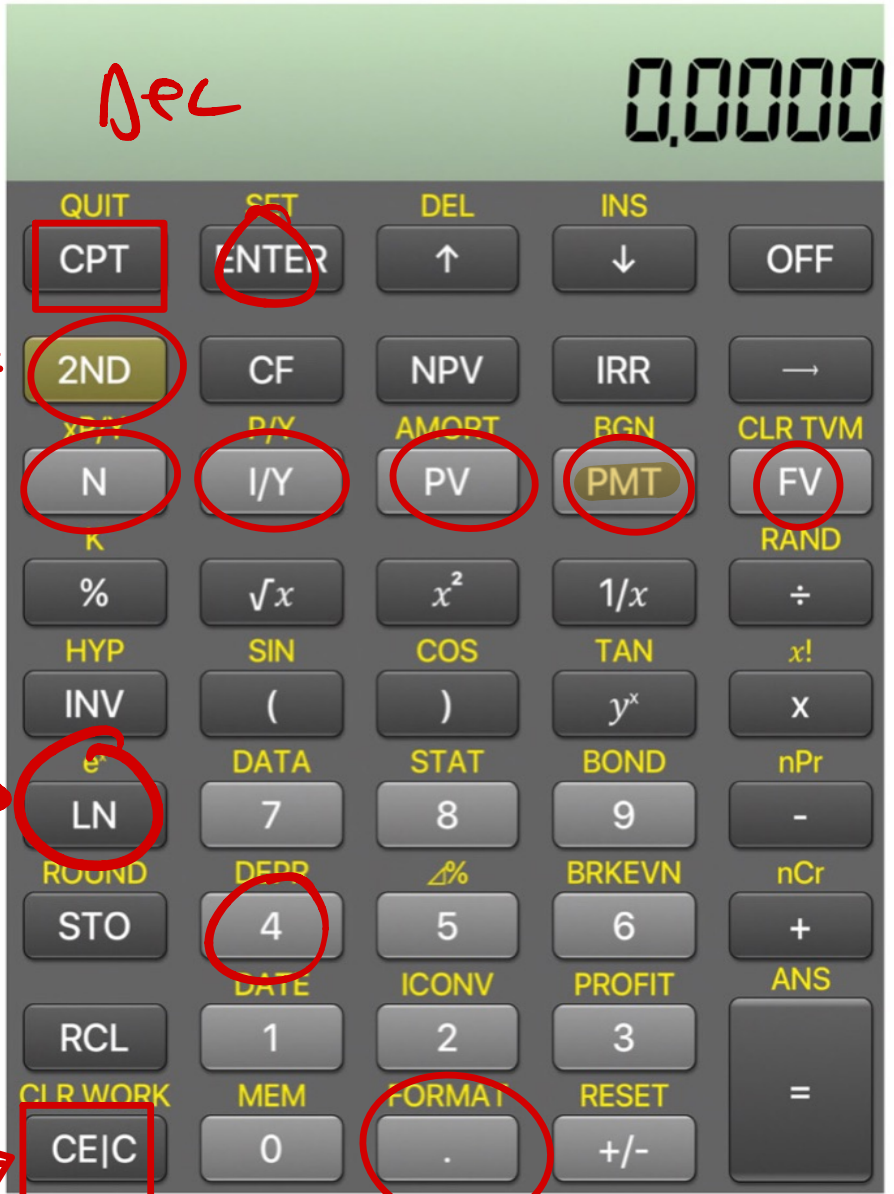 Dec 0.0000
QUIT SET DEL INS
CPT ENTER ↑ ↓ OFF
2ND CF NPV IRR →
xP/Y P/Y AMORT BGN CLR TVM
N I/Y PV PMT FV
K RAND
% √x x² 1/x ÷
HYP SIN COS TAN x!
INV ( ) yˣ x
eˣ DATA STAT BOND nPr
LN 7 8 9 -
ROUND DEPR ⊿% BRKEVN nCr
STO 4 5 6 +
DATE ICONV PROFIT ANS
RCL 1 2 3
CLR WORK MEM FORMAT RESET =
CE|C 0 . +/-